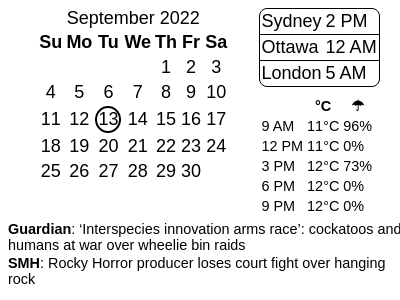 September 2022
Su Mo Tu We Th Fr Sa
1 2 3
4 5 6 7 8 9 10
11 12 13 14 15 16 17
18 19 20 21 22 23 24
25 26 27 28 29 30
Sydney 2 PM
Ottawa 12 AM
London 5 AM
°C ☂
9 AM 11°C 96%
12 PM 11°C 0%
3 PM 12°C 73%
6 PM 12°C 0%
9 PM 12°C 0%
Guardian: ‘Interspecies innovation arms race’: cockatoos and
humans at war over wheelie bin raids
SMH: Rocky Horror producer loses court fight over hanging
rock